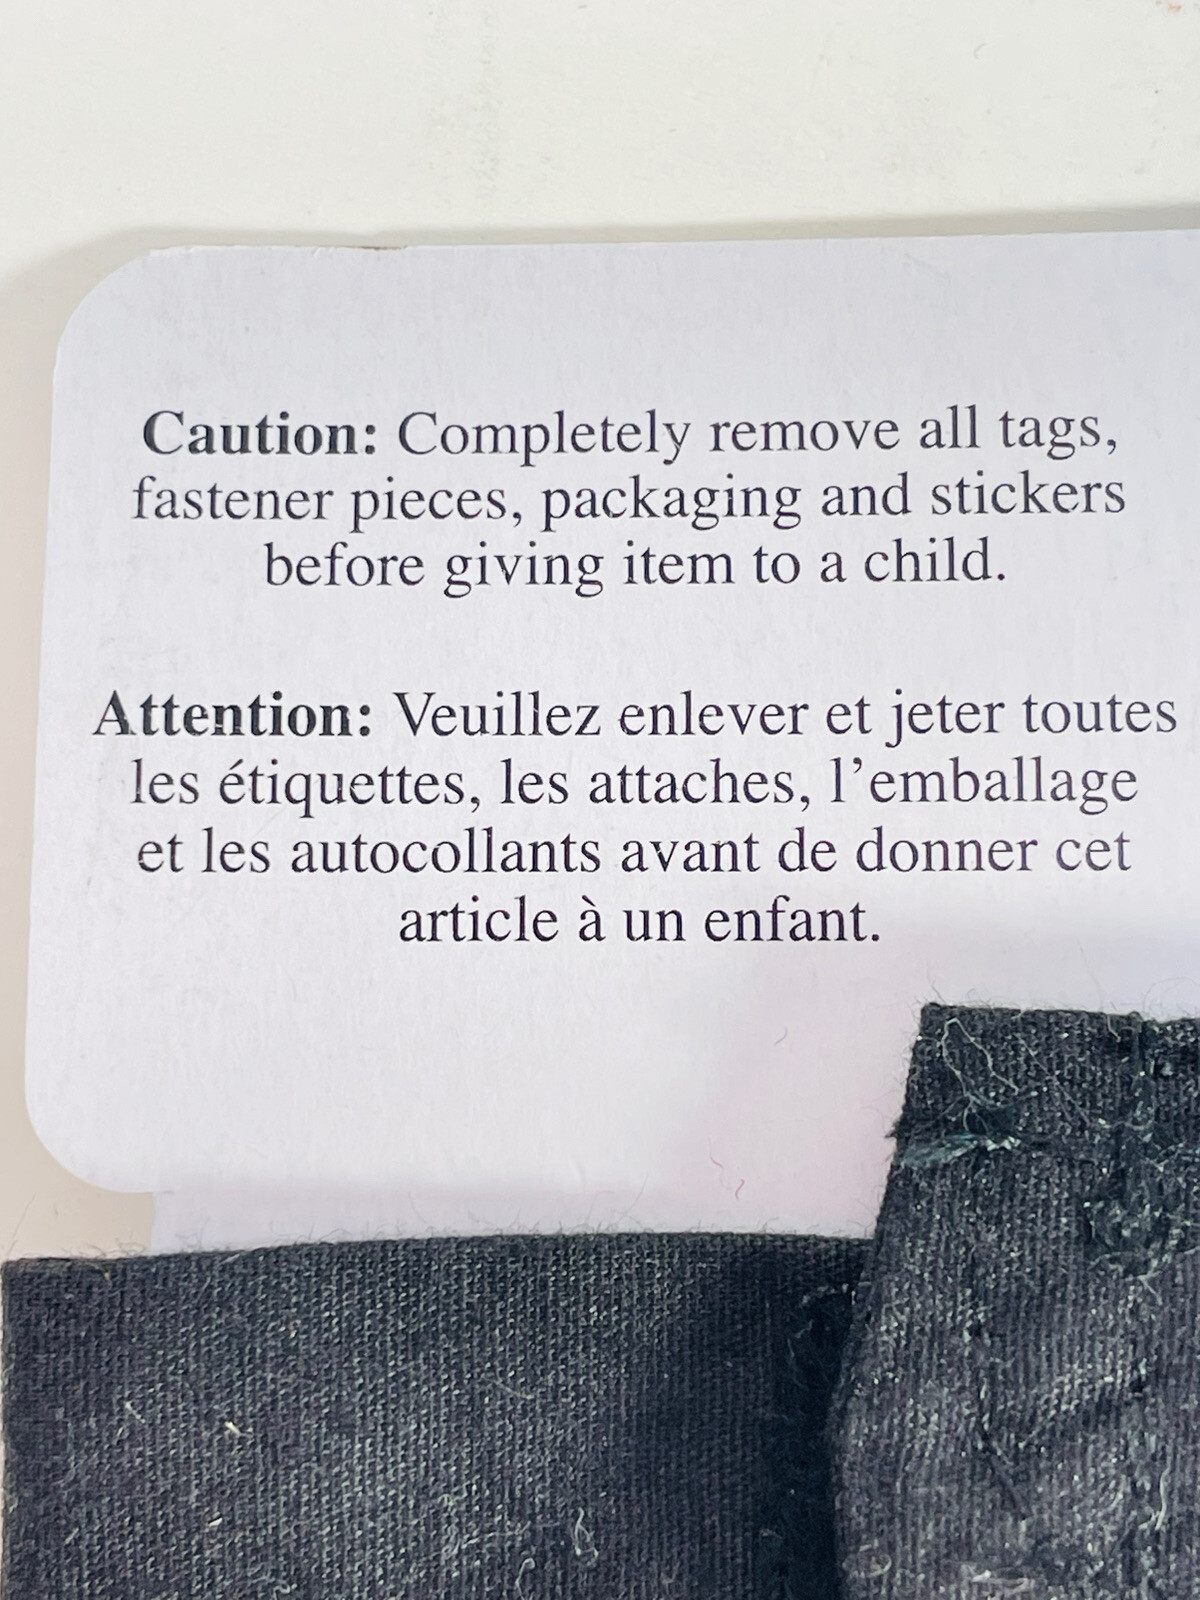 Caution: Completely remove all tags,
fastener pieces, packaging and stickers
before giving item to a child.
Attention: Veuillez enlever et jeter toutes
les étiquettes, les attaches, l’emballage
et les autocollants avant de donner cet
article à un enfant.